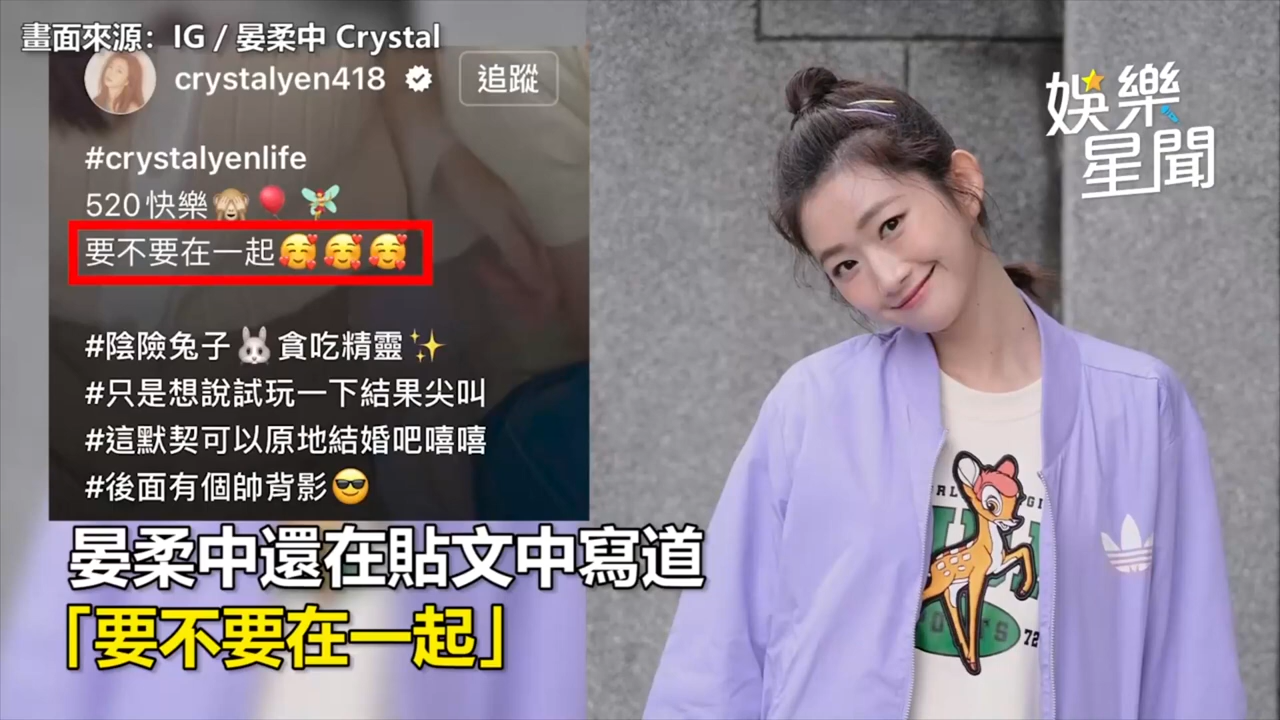 畫面來源：IG / 晏柔中 Crystal
crystalyen418
追蹤
#crystalyenlife
520快樂🙈🎈🧚
要不要在一起🥰🥰🥰
#陰險兔子🐰貪吃精靈✨
#只是想說試玩一下結果尖叫
#這默契可以原地結婚吧嘻嘻
#後面有個帥背影😎
晏柔中還在貼文中寫道
「要不要在一起」
娛樂
星聞